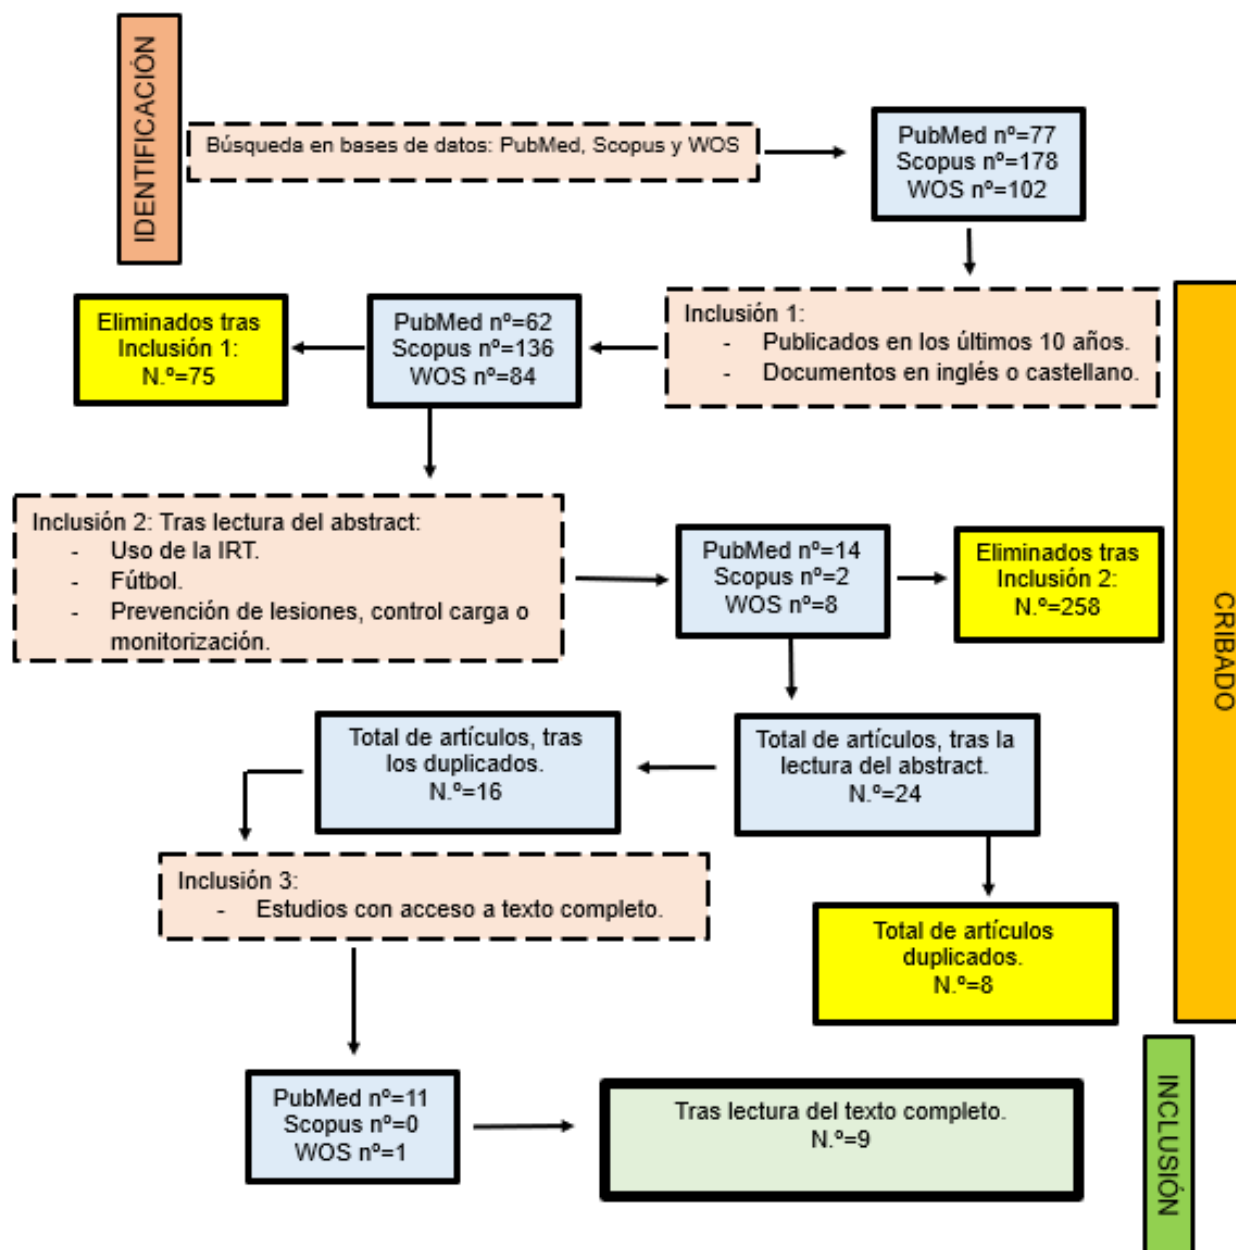 IDENTIFICACIÓN
Búsqueda en bases de datos: PubMed, Scopus y WOS
PubMed nº=77
Scopus nº=178
WOS nº=102
Inclusión 1:
- Publicados en los últimos 10 años.
- Documentos en inglés o castellano.
PubMed nº=62
Scopus nº=136
WOS nº=84
Eliminados tras
Inclusión 1:
N.º=75
CRIBADO
Inclusión 2: Tras lectura del abstract:
- Uso de la IRT.
- Fútbol.
- Prevención de lesiones, control carga o
monitorización.
PubMed nº=14
Scopus nº=2
WOS nº=8
Eliminados tras
Inclusión 2:
N.º=258
Total de artículos, tras la
lectura del abstract.
N.º=24
Total de artículos, tras
los duplicados.
N.º=16
Total de artículos
duplicados.
N.º=8
Inclusión 3:
- Estudios con acceso a texto completo.
PubMed nº=11
Scopus nº=0
WOS nº=1
Tras lectura del texto completo.
N.º=9
INCLUSIÓN